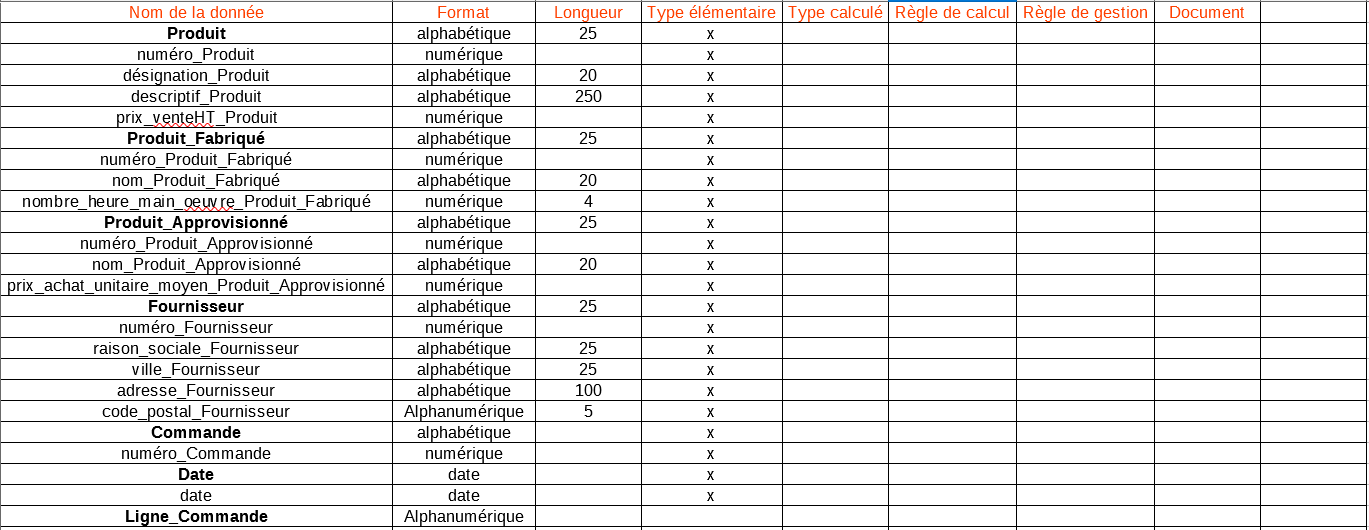 Nom de la donnée Format Longueur Type élémentaire Type calculé Règle de calcul Règle de gestion Document
Produit alphabétique 25 x
numéro_Produit numérique x
désignation_Produit alphabétique 20 x
descriptif_Produit alphabétique 250 x
prix_venteHT_Produit numérique x
Produit_Fabriqué alphabétique 25 x
numéro_Produit_Fabriqué numérique x
nom_Produit_Fabriqué alphabétique 20 x
nombre_heure_main_oeuvre_Produit_Fabriqué numérique 4 x
Produit_Approvisionné alphabétique 25 x
numéro_Produit_Approvisionné numérique x
nom_Produit_Approvisionné alphabétique 20 x
prix_achat_unitaire_moyen_Produit_Approvisionné numérique x
Fournisseur alphabétique 25 x
numéro_Fournisseur numérique x
raison_sociale_Fournisseur alphabétique 25 x
ville_Fournisseur alphabétique 25 x
adresse_Fournisseur alphabétique 100 x
code_postal_Fournisseur Alphanumérique 5 x
Commande alphabétique x
numéro_Commande numérique x
Date date x
date date x
Ligne_Commande Alphanumérique